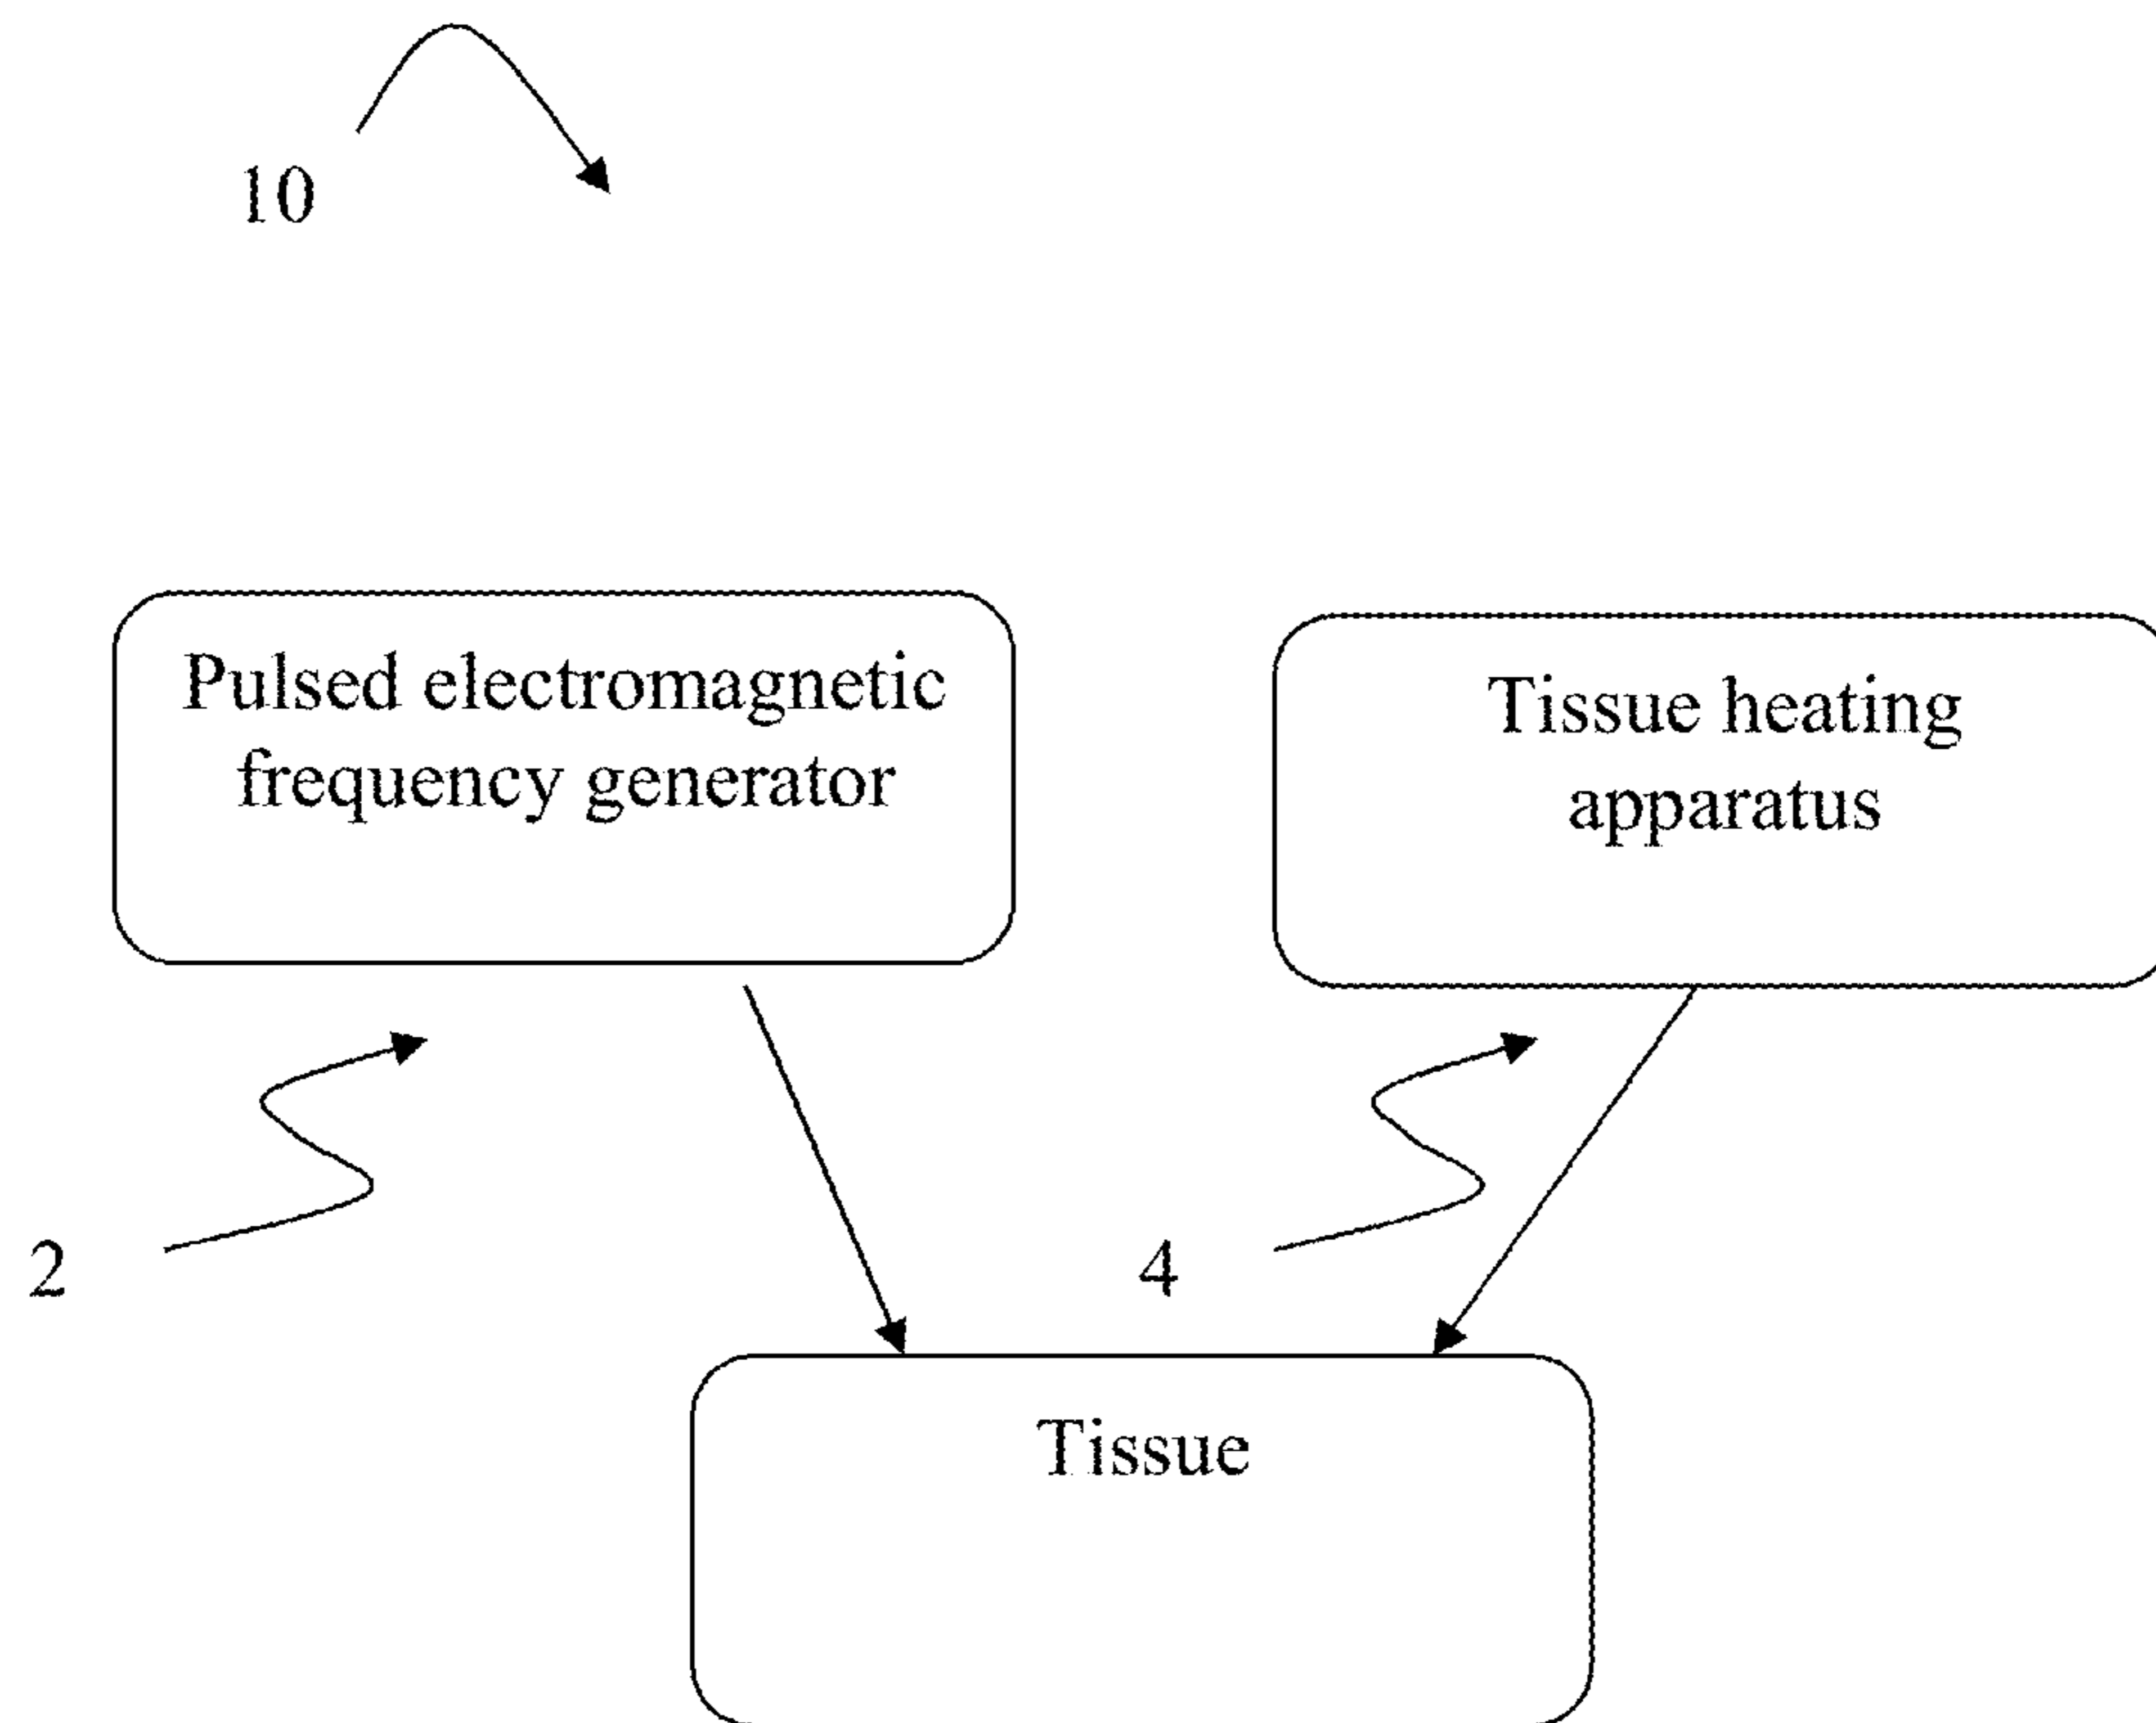 10
Pulsed electromagnetic
frequency generator
Tissue heating
apparatus
2
4
Tissue